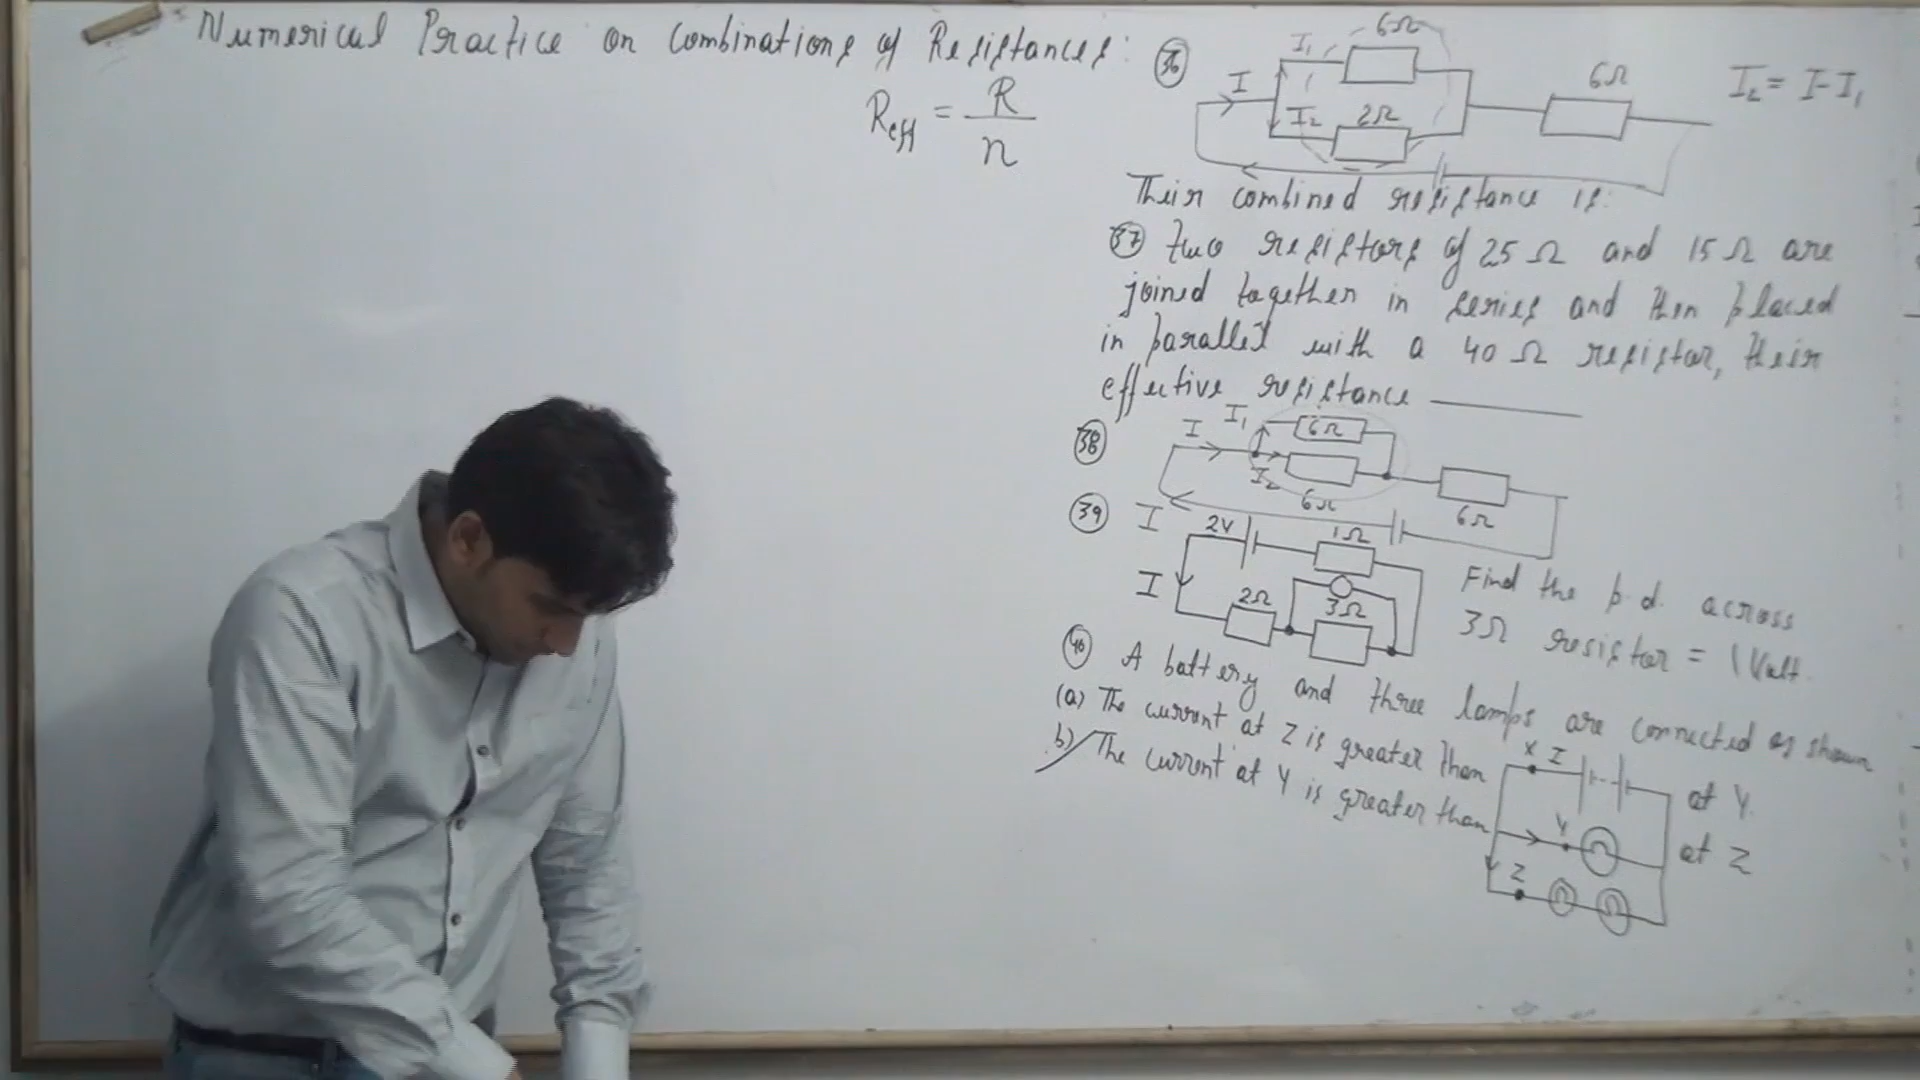 Numerical Practice on Combinations of Resistances:
Reff = R / n
36
6Ω
I1
I
I2
2Ω
6Ω
I2 = I - I1
Their combined resistance is:
37 Two resistors of 25 Ω and 15 Ω are
joined together in series and then placed
in parallel with a 40 Ω resistor, their
effective resistance ________
38
I
I1
6Ω
I2
6Ω
6Ω
39
I
2V
1Ω
I
2Ω
3Ω
Find the p.d. across
3Ω resistor = 1 Volt.
40 A battery and three lamps are connected as shown
(a) The current at Z is greater than at Y.
b) The current at Y is greater than at Z
X
I
Y
Z